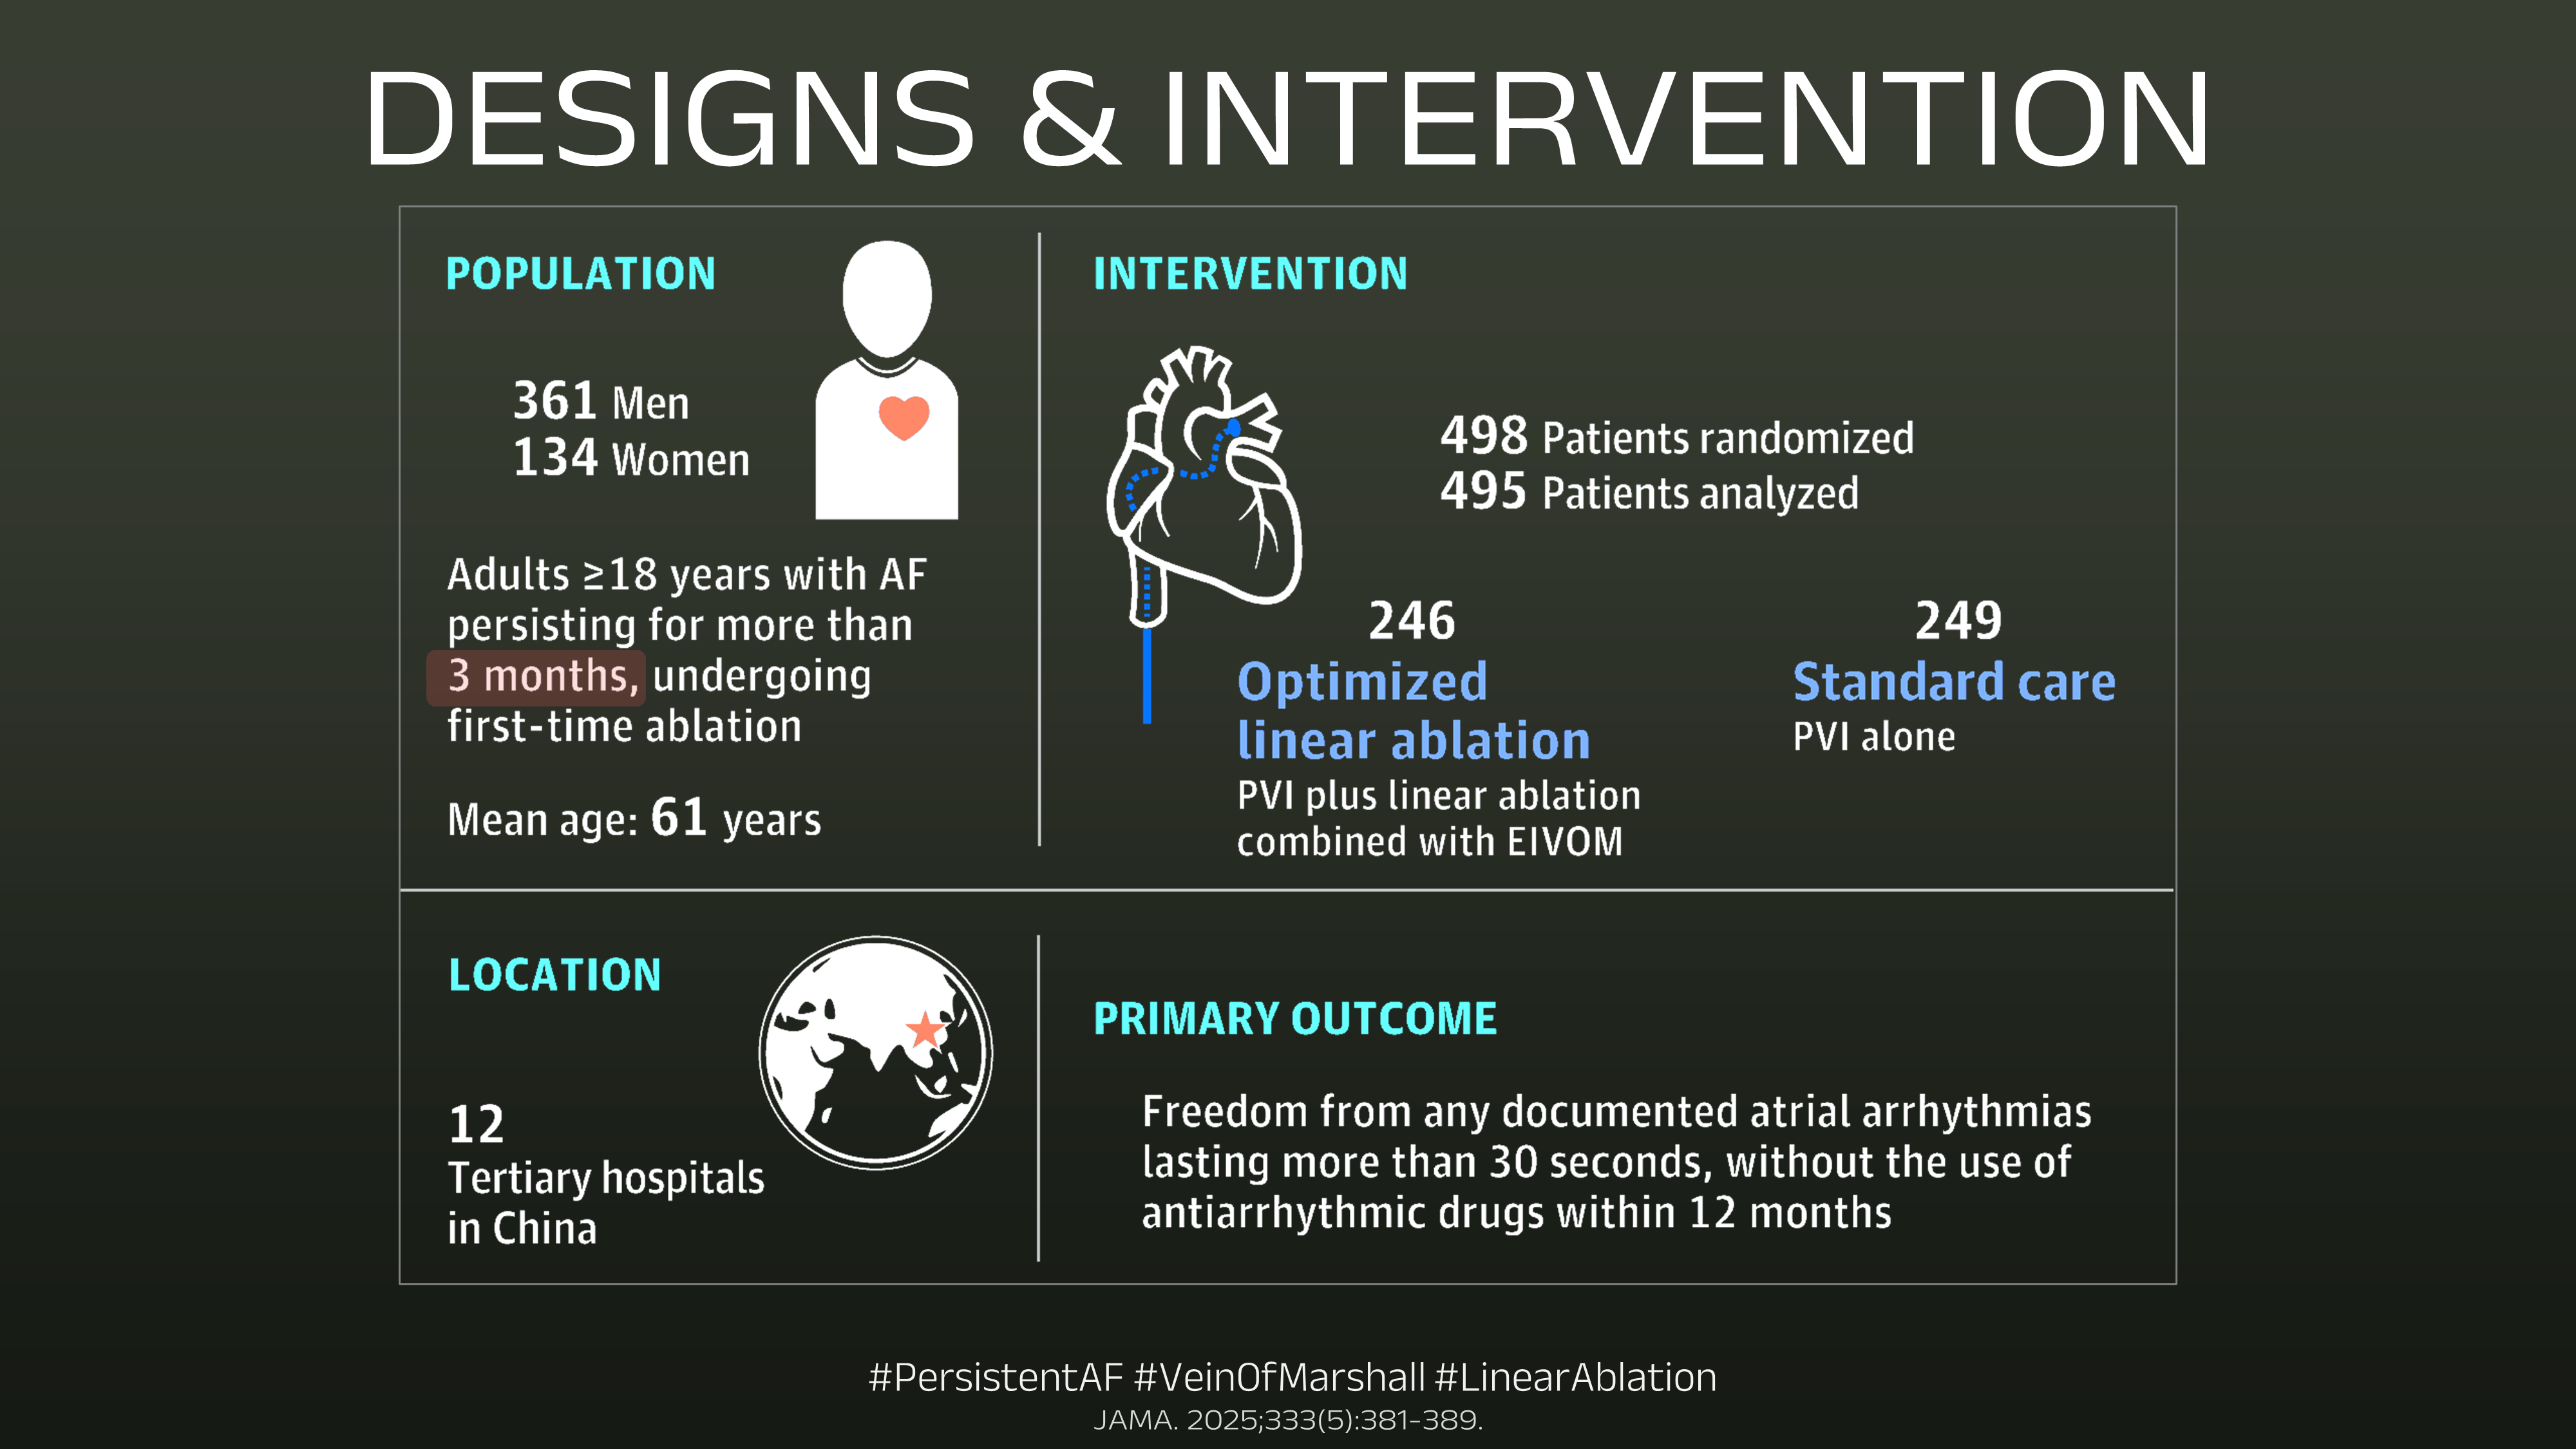 DESIGNS & INTERVENTION
POPULATION
361 Men
134 Women
Adults ≥18 years with AF
persisting for more than
3 months, undergoing
first-time ablation
Mean age: 61 years
INTERVENTION
498 Patients randomized
495 Patients analyzed
246
Optimized
linear ablation
PVI plus linear ablation
combined with EIVOM
249
Standard care
PVI alone
LOCATION
12
Tertiary hospitals
in China
PRIMARY OUTCOME
Freedom from any documented atrial arrhythmias
lasting more than 30 seconds, without the use of
antiarrhythmic drugs within 12 months
#PersistentAF #VeinOfMarshall #LinearAblation
JAMA. 2025;333(5):381-389.